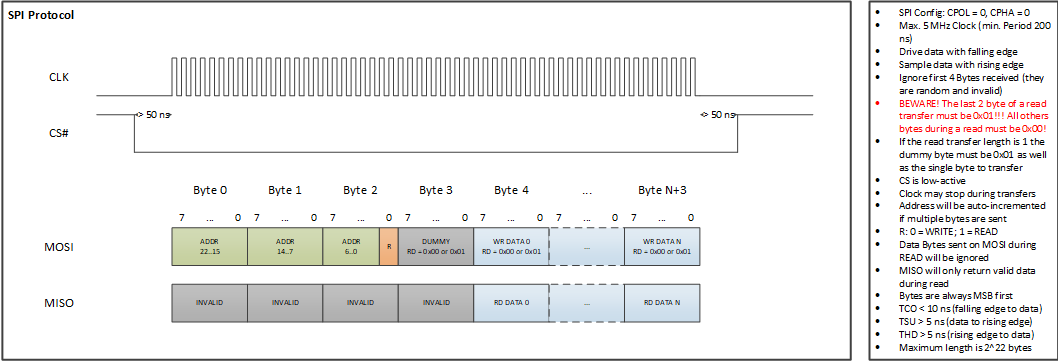 SPI Protocol
CLK
<> 50 ns
<> 50 ns
CS#
Byte 0 Byte 1 Byte 2 Byte 3 Byte 4 ... Byte N+3
7 ... 0 7 ... 0 7 ... 0 7 ... 0 7 ... 0 7 ... 0
MOSI
ADDR
22..15
ADDR
14..7
ADDR
6..0
R
DUMMY
RD = 0x00 or 0x01
WR DATA 0
RD = 0x00 or 0x01
...
WR DATA N
RD = 0x00 or 0x01
MISO
INVALID INVALID INVALID INVALID RD DATA 0 ... RD DATA N
• SPI Config: CPOL = 0, CPHA = 0
• Max. 5 MHz Clock (min. Period 200
ns)
• Drive data with falling edge
• Sample data with rising edge
• Ignore first 4 Bytes received (they
are random and invalid)
• BEWARE! The last 2 byte of a read
transfer must be 0x01!!! All others
bytes during a read must be 0x00!
• If the read transfer length is 1 the
dummy byte must be 0x01 as well
as the single byte to transfer
• CS is low-active
• Clock may stop during transfers
• Address will be auto-incremented
if multiple bytes are sent
• R: 0 = WRITE; 1 = READ
• Data Bytes sent on MOSI during
READ will be ignored
• MISO will only return valid data
during read
• Bytes are always MSB first
• TCO < 10 ns (falling edge to data)
• TSU > 5 ns (data to rising edge)
• THD > 5 ns (rising edge to data)
• Maximum length is 2^22 bytes